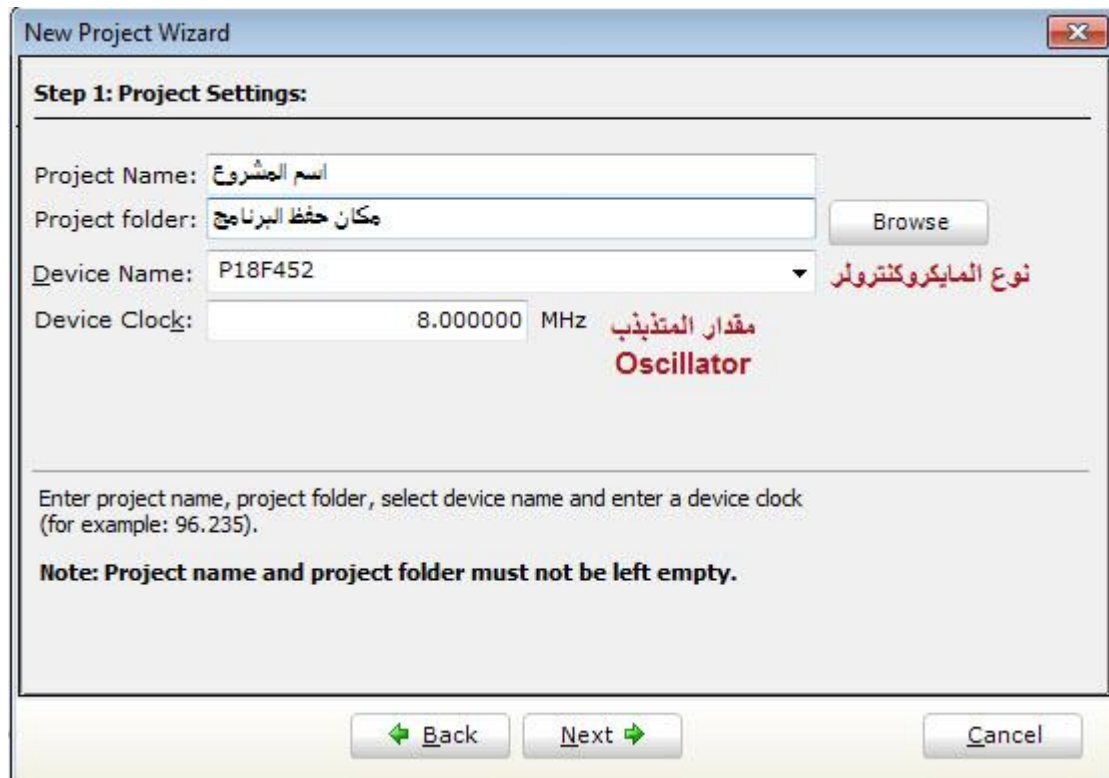 New Project Wizard
Step 1: Project Settings:
Project Name: اسم المشروع
Project folder: مكان حفظ البرنامج Browse
Device Name: P18F452 نوع المايكروكنترولر
Device Clock: 8.000000 MHz مقدار المتذبذب
Oscillator
Enter project name, project folder, select device name and enter a device clock
(for example: 96.235).
Note: Project name and project folder must not be left empty.
Back Next Cancel